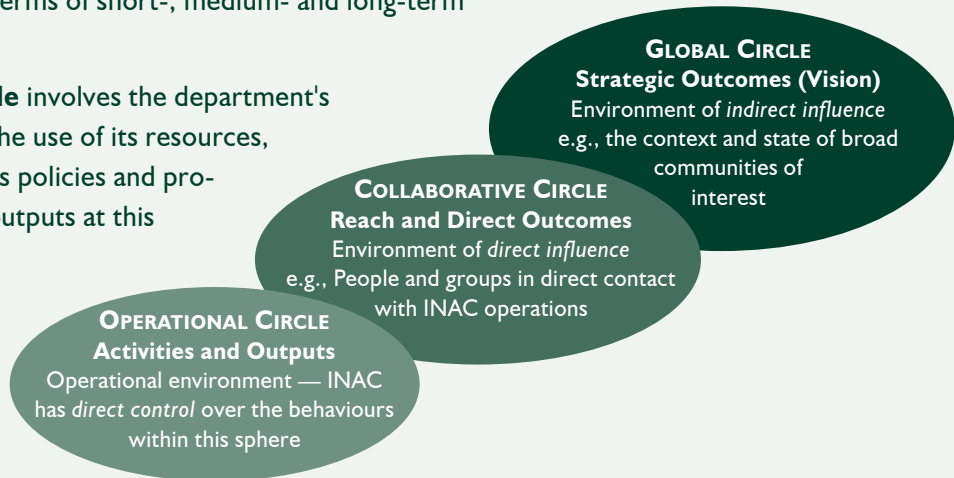 erms of short-, medium- and long-term
le involves the department's
he use of its resources,
s policies and pro-
utputs at this
GLOBAL CIRCLE
Strategic Outcomes (Vision)
Environment of indirect influence
e.g., the context and state of broad
communities of
interest
COLLABORATIVE CIRCLE
Reach and Direct Outcomes
Environment of direct influence
e.g., People and groups in direct contact
with INAC operations
OPERATIONAL CIRCLE
Activities and Outputs
Operational environment — INAC
has direct control over the behaviours
within this sphere